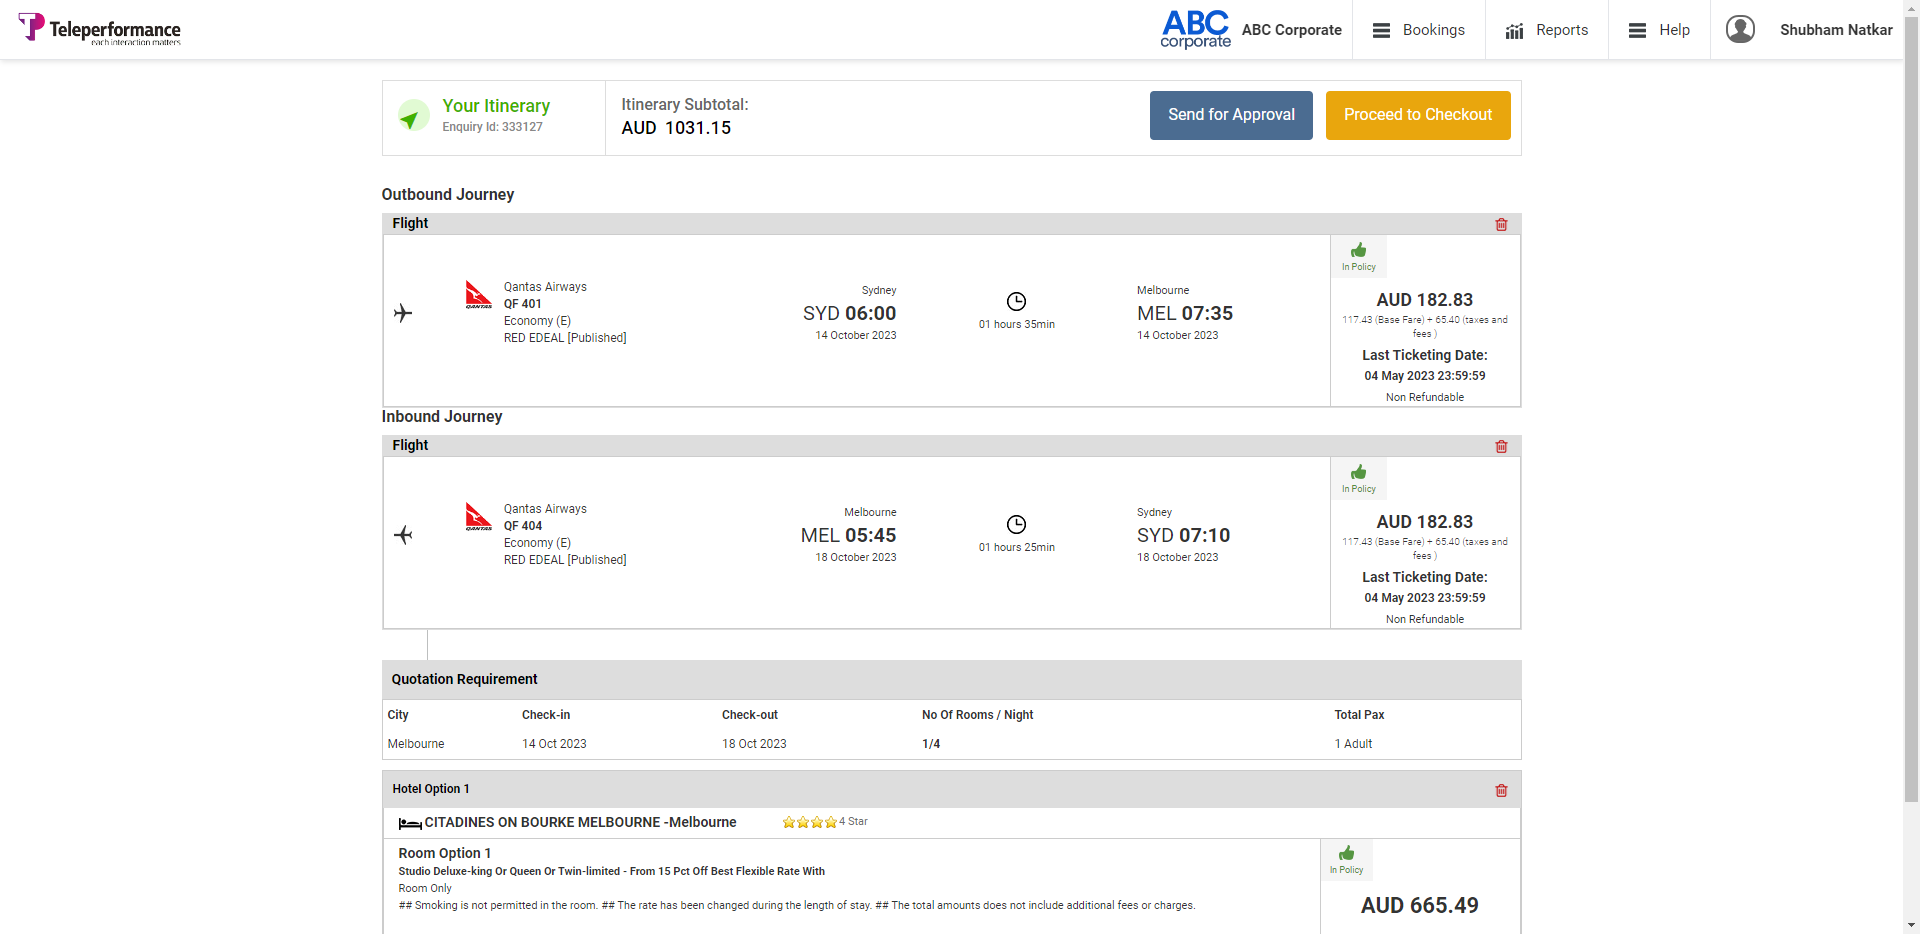 Teleperformance
each interaction matters
ABC
corporate
ABC Corporate
Bookings
Reports
Help
Shubham Natkar
Your Itinerary
Enquiry Id: 333127
Itinerary Subtotal:
AUD 1031.15
Send for Approval
Proceed to Checkout
Outbound Journey
Flight
In Policy
Qantas Airways
QF 401
Economy (E)
RED EDEAL [Published]
QANTAS
Sydney
SYD 06:00
14 October 2023
01 hours 35min
Melbourne
MEL 07:35
14 October 2023
AUD 182.83
117.43 (Base Fare) + 65.40 (taxes and
fees )
Last Ticketing Date:
04 May 2023 23:59:59
Non Refundable
Inbound Journey
Flight
In Policy
Qantas Airways
QF 404
Economy (E)
RED EDEAL [Published]
QANTAS
Melbourne
MEL 05:45
18 October 2023
01 hours 25min
Sydney
SYD 07:10
18 October 2023
AUD 182.83
117.43 (Base Fare) + 65.40 (taxes and
fees )
Last Ticketing Date:
04 May 2023 23:59:59
Non Refundable
Quotation Requirement
City Check-in Check-out No Of Rooms / Night Total Pax
Melbourne 14 Oct 2023 18 Oct 2023 1/4 1 Adult
Hotel Option 1
CITADINES ON BOURKE MELBOURNE -Melbourne 4 Star
Room Option 1
Studio Deluxe-king Or Queen Or Twin-limited - From 15 Pct Off Best Flexible Rate With
Room Only
## Smoking is not permitted in the room. ## The rate has been changed during the length of stay. ## The total amounts does not include additional fees or charges.
In Policy
AUD 665.49